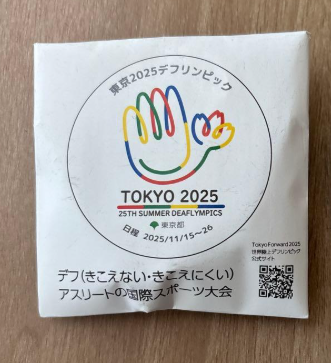 東京2025デフリンピック
TOKYO 2025
25TH SUMMER DEAFLYMPICS
東京都
日程 2025/11/15~26
Tokyo Forward 2025
世界陸上デフリンピック
公式サイト
デフ(きこえない・きこえにくい)
アスリートの国際スポーツ大会